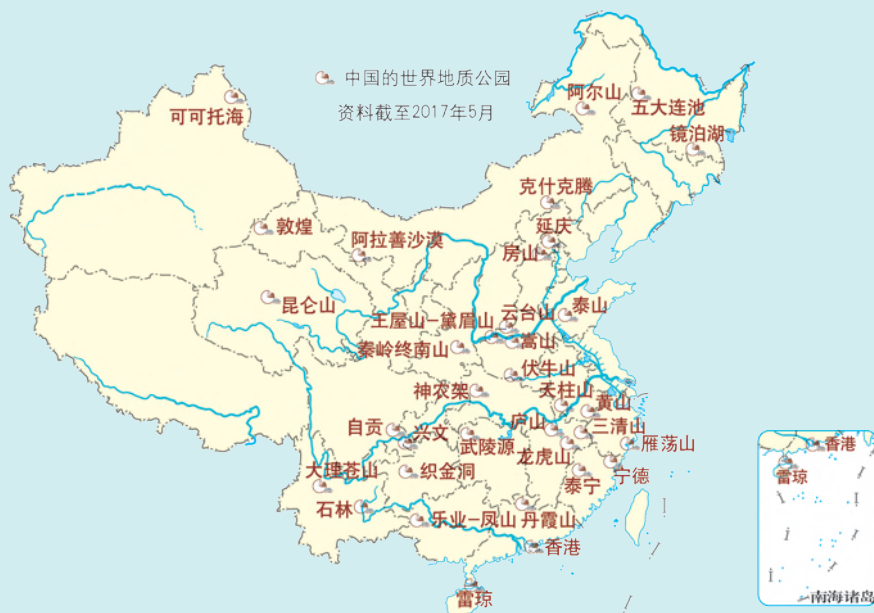 中国的世界地质公园
资料截至2017年5月
阿尔山
五大连池
可可托海
镜泊湖
克什克腾
延庆
敦煌
阿拉善沙漠
房山
昆仑山
云台山
泰山
王屋山-黛眉山
嵩山
秦岭终南山
伏牛山
神农架
天柱山
黄山
自贡
兴文
庐山
三清山
武陵源
雁荡山
香港
龙虎山
大理苍山
织金洞
宁德
雷琼
泰宁
石林
乐业-凤山
丹霞山
香港
雷琼
南海诸岛